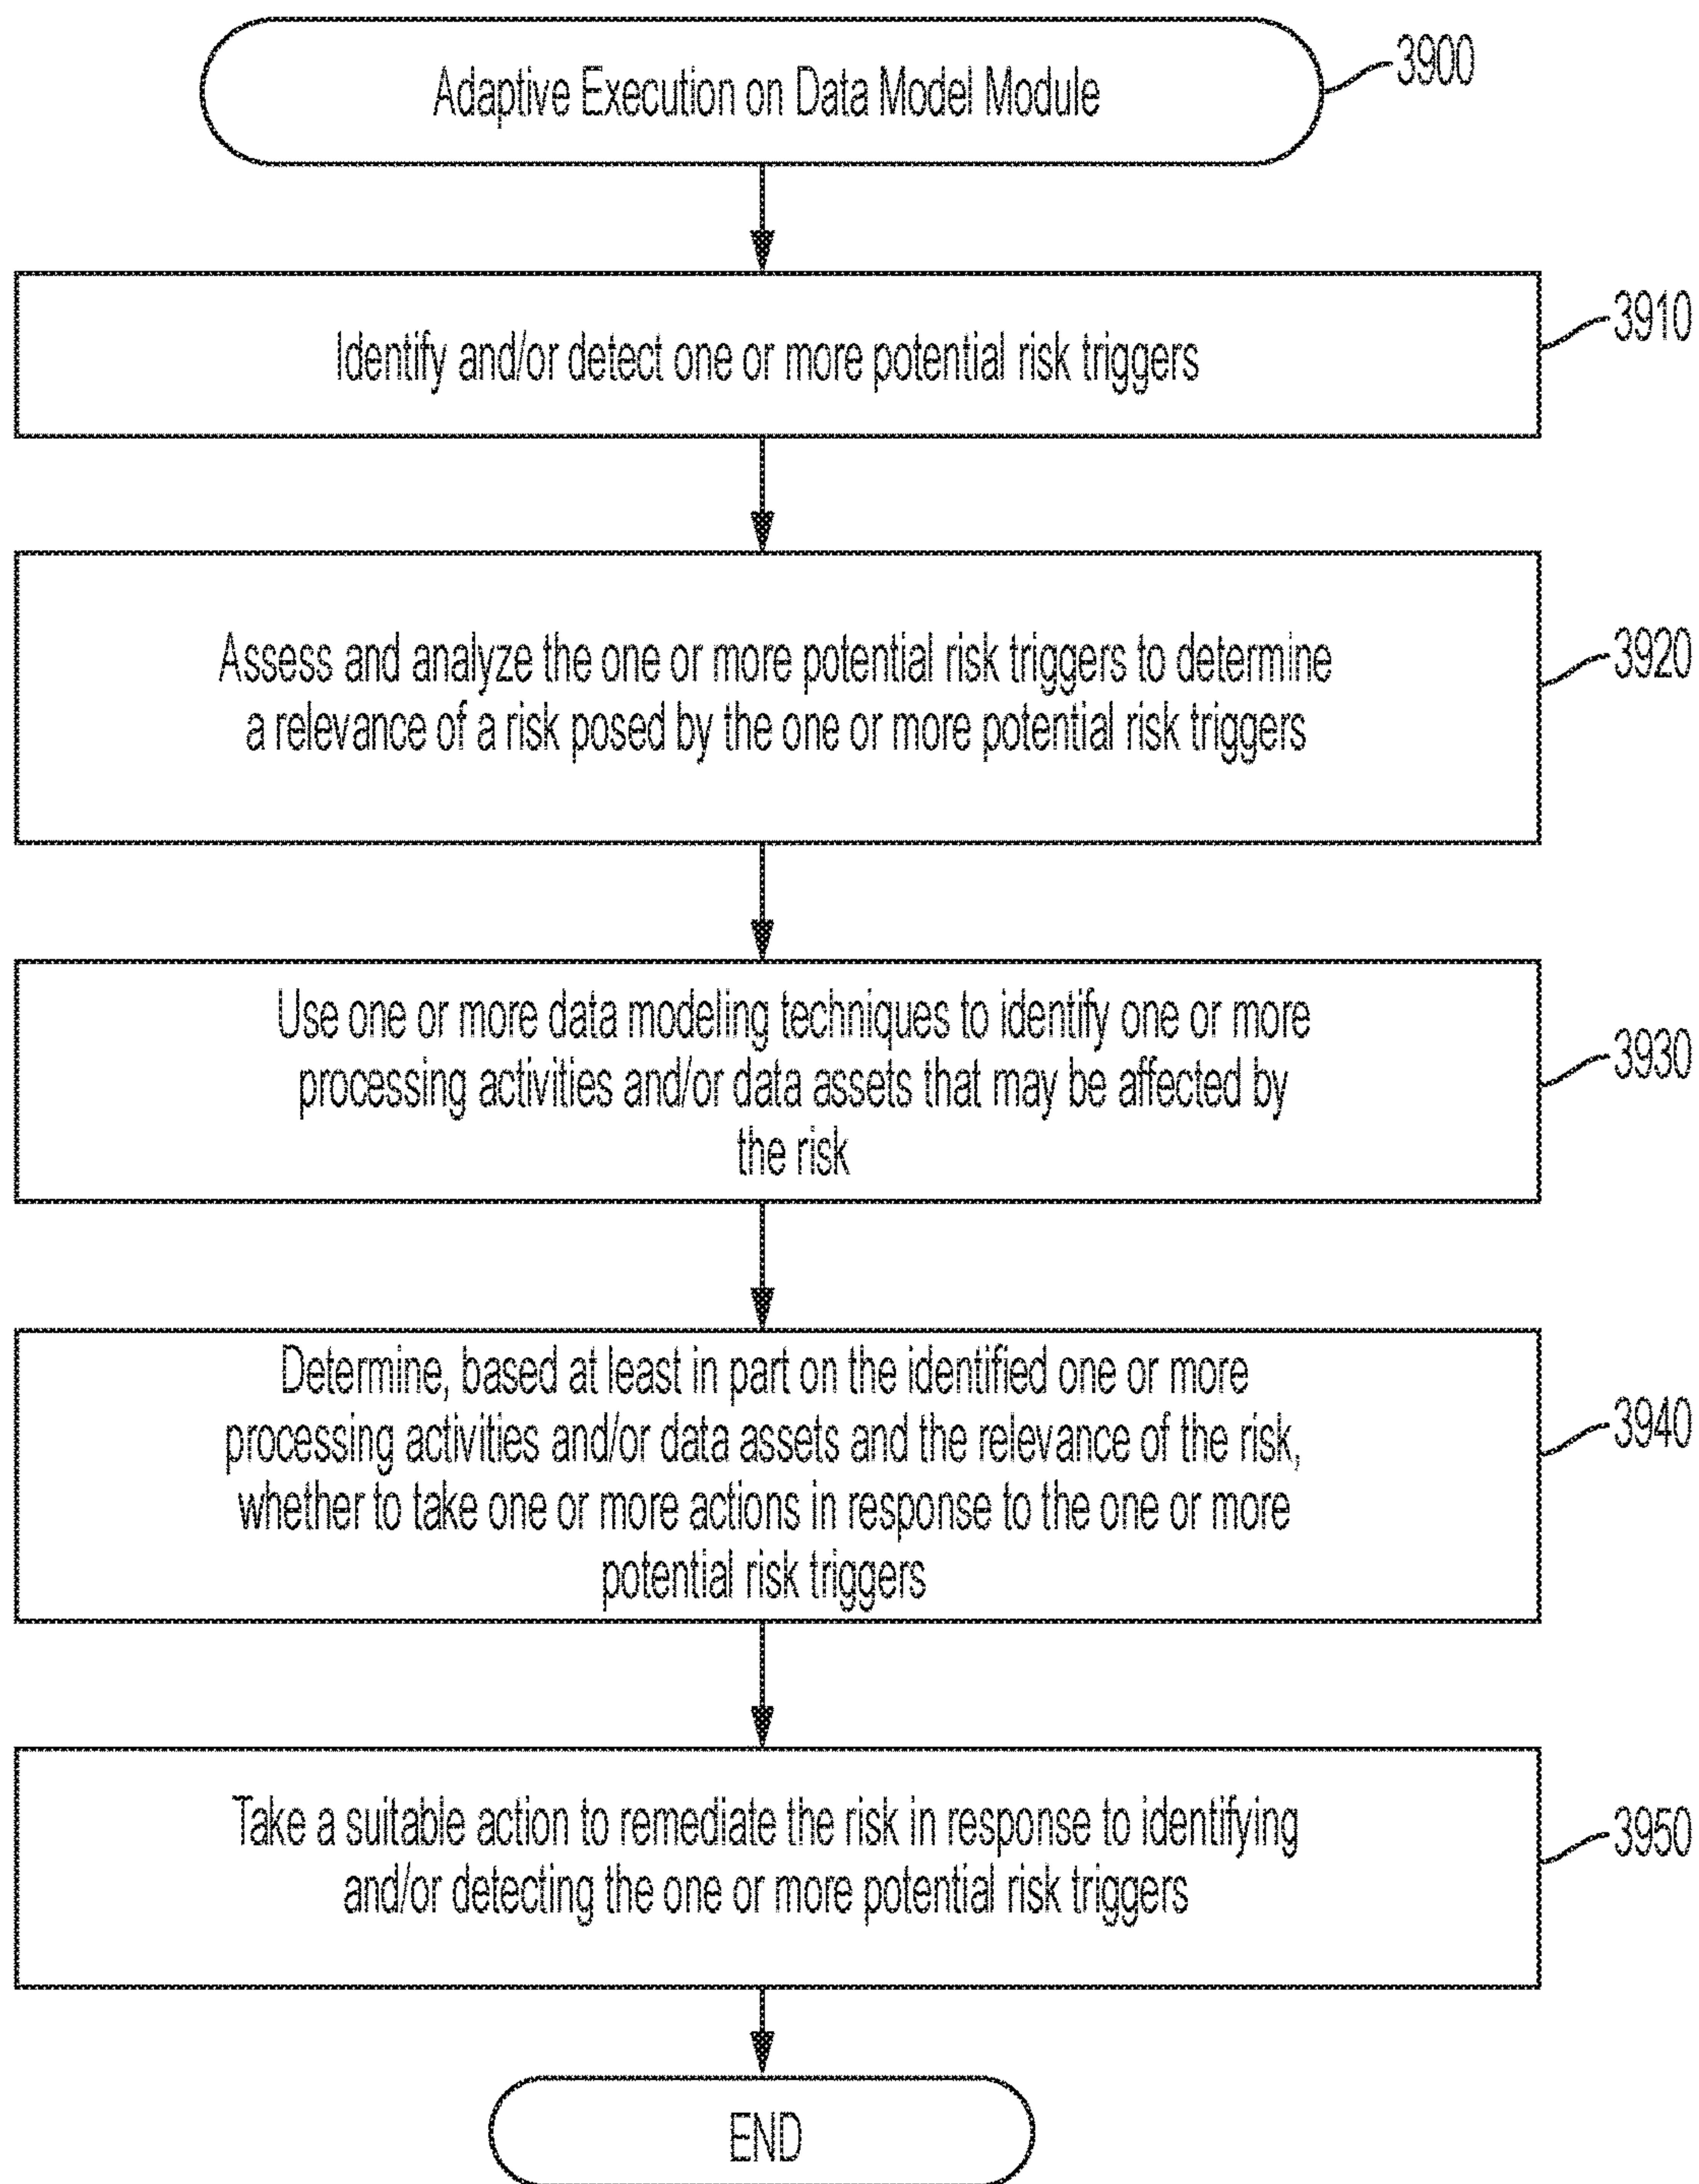 Adaptive Execution on Data Model Module
3900
Identify and/or detect one or more potential risk triggers
3910
Assess and analyze the one or more potential risk triggers to determine
a relevance of a risk posed by the one or more potential risk triggers
3920
Use one or more data modeling techniques to identify one or more
processing activities and/or data assets that may be affected by
the risk
3930
Determine, based at least in part on the identified one or more
processing activities and/or data assets and the relevance of the risk,
whether to take one or more actions in response to the one or more
potential risk triggers
3940
Take a suitable action to remediate the risk in response to identifying
and/or detecting the one or more potential risk triggers
3950
END